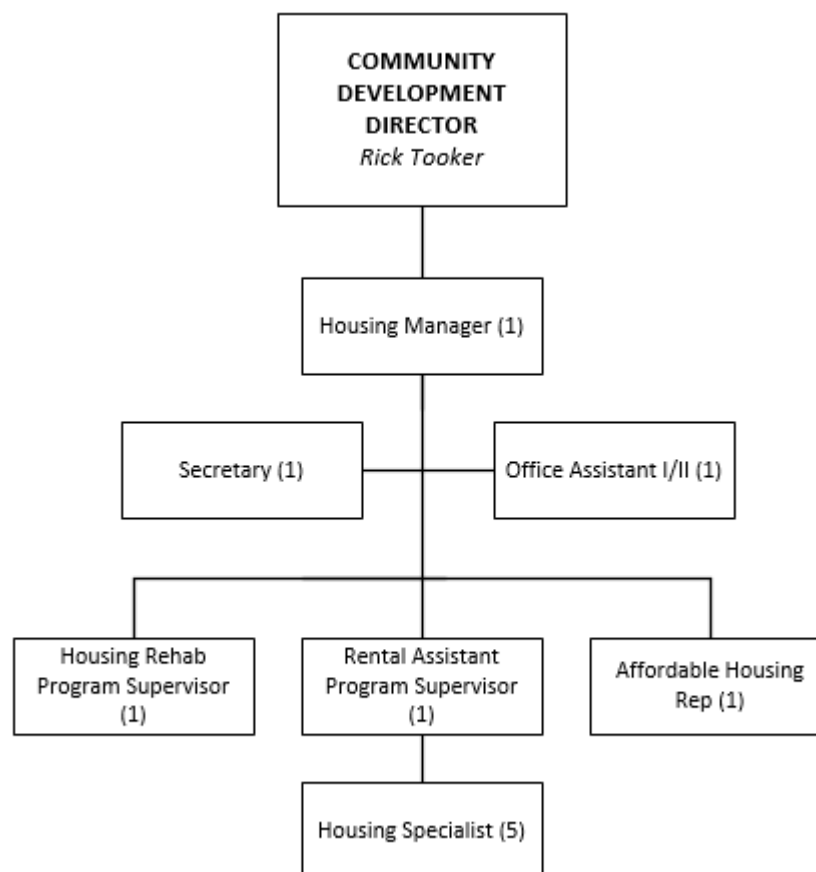 COMMUNITY
DEVELOPMENT
DIRECTOR
Rick Tooker
Housing Manager (1)
Secretary (1)
Office Assistant I/II (1)
Housing Rehab
Program Supervisor
(1)
Rental Assistant
Program Supervisor
(1)
Affordable Housing
Rep (1)
Housing Specialist (5)